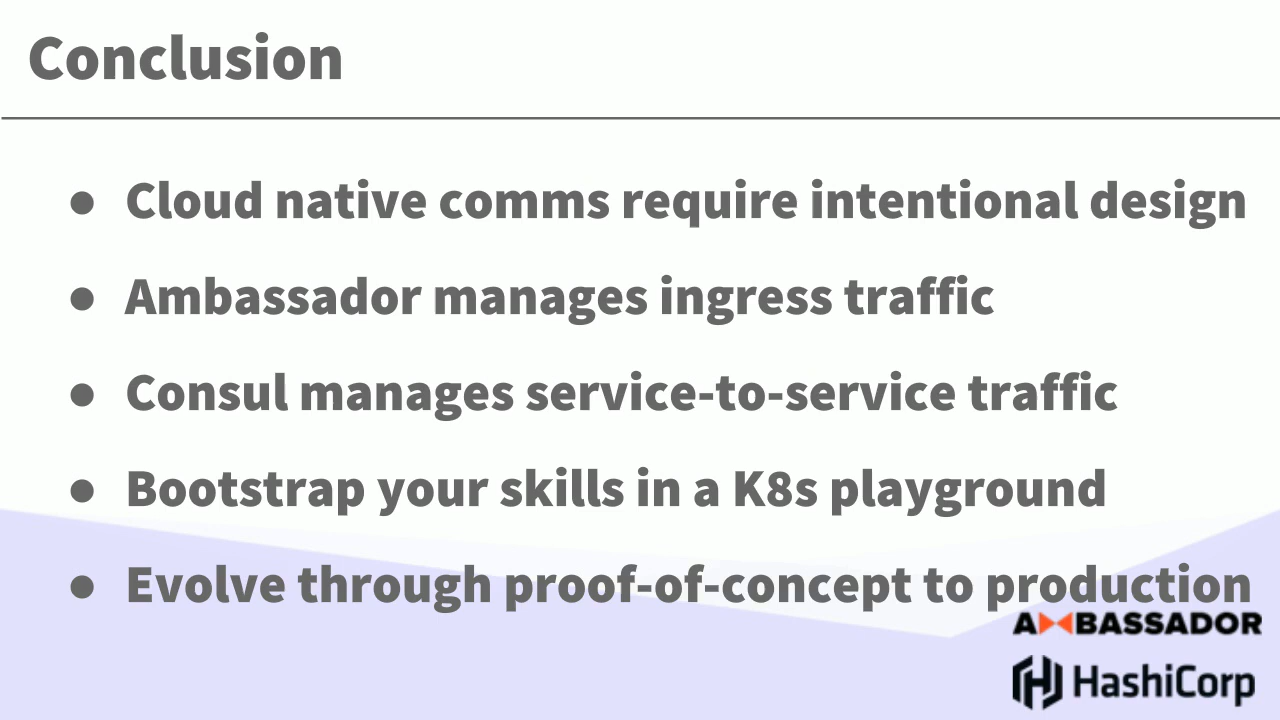 Conclusion
● Cloud native comms require intentional design
● Ambassador manages ingress traffic
● Consul manages service-to-service traffic
● Bootstrap your skills in a K8s playground
● Evolve through proof-of-concept to production
AMBASSADOR
HashiCorp